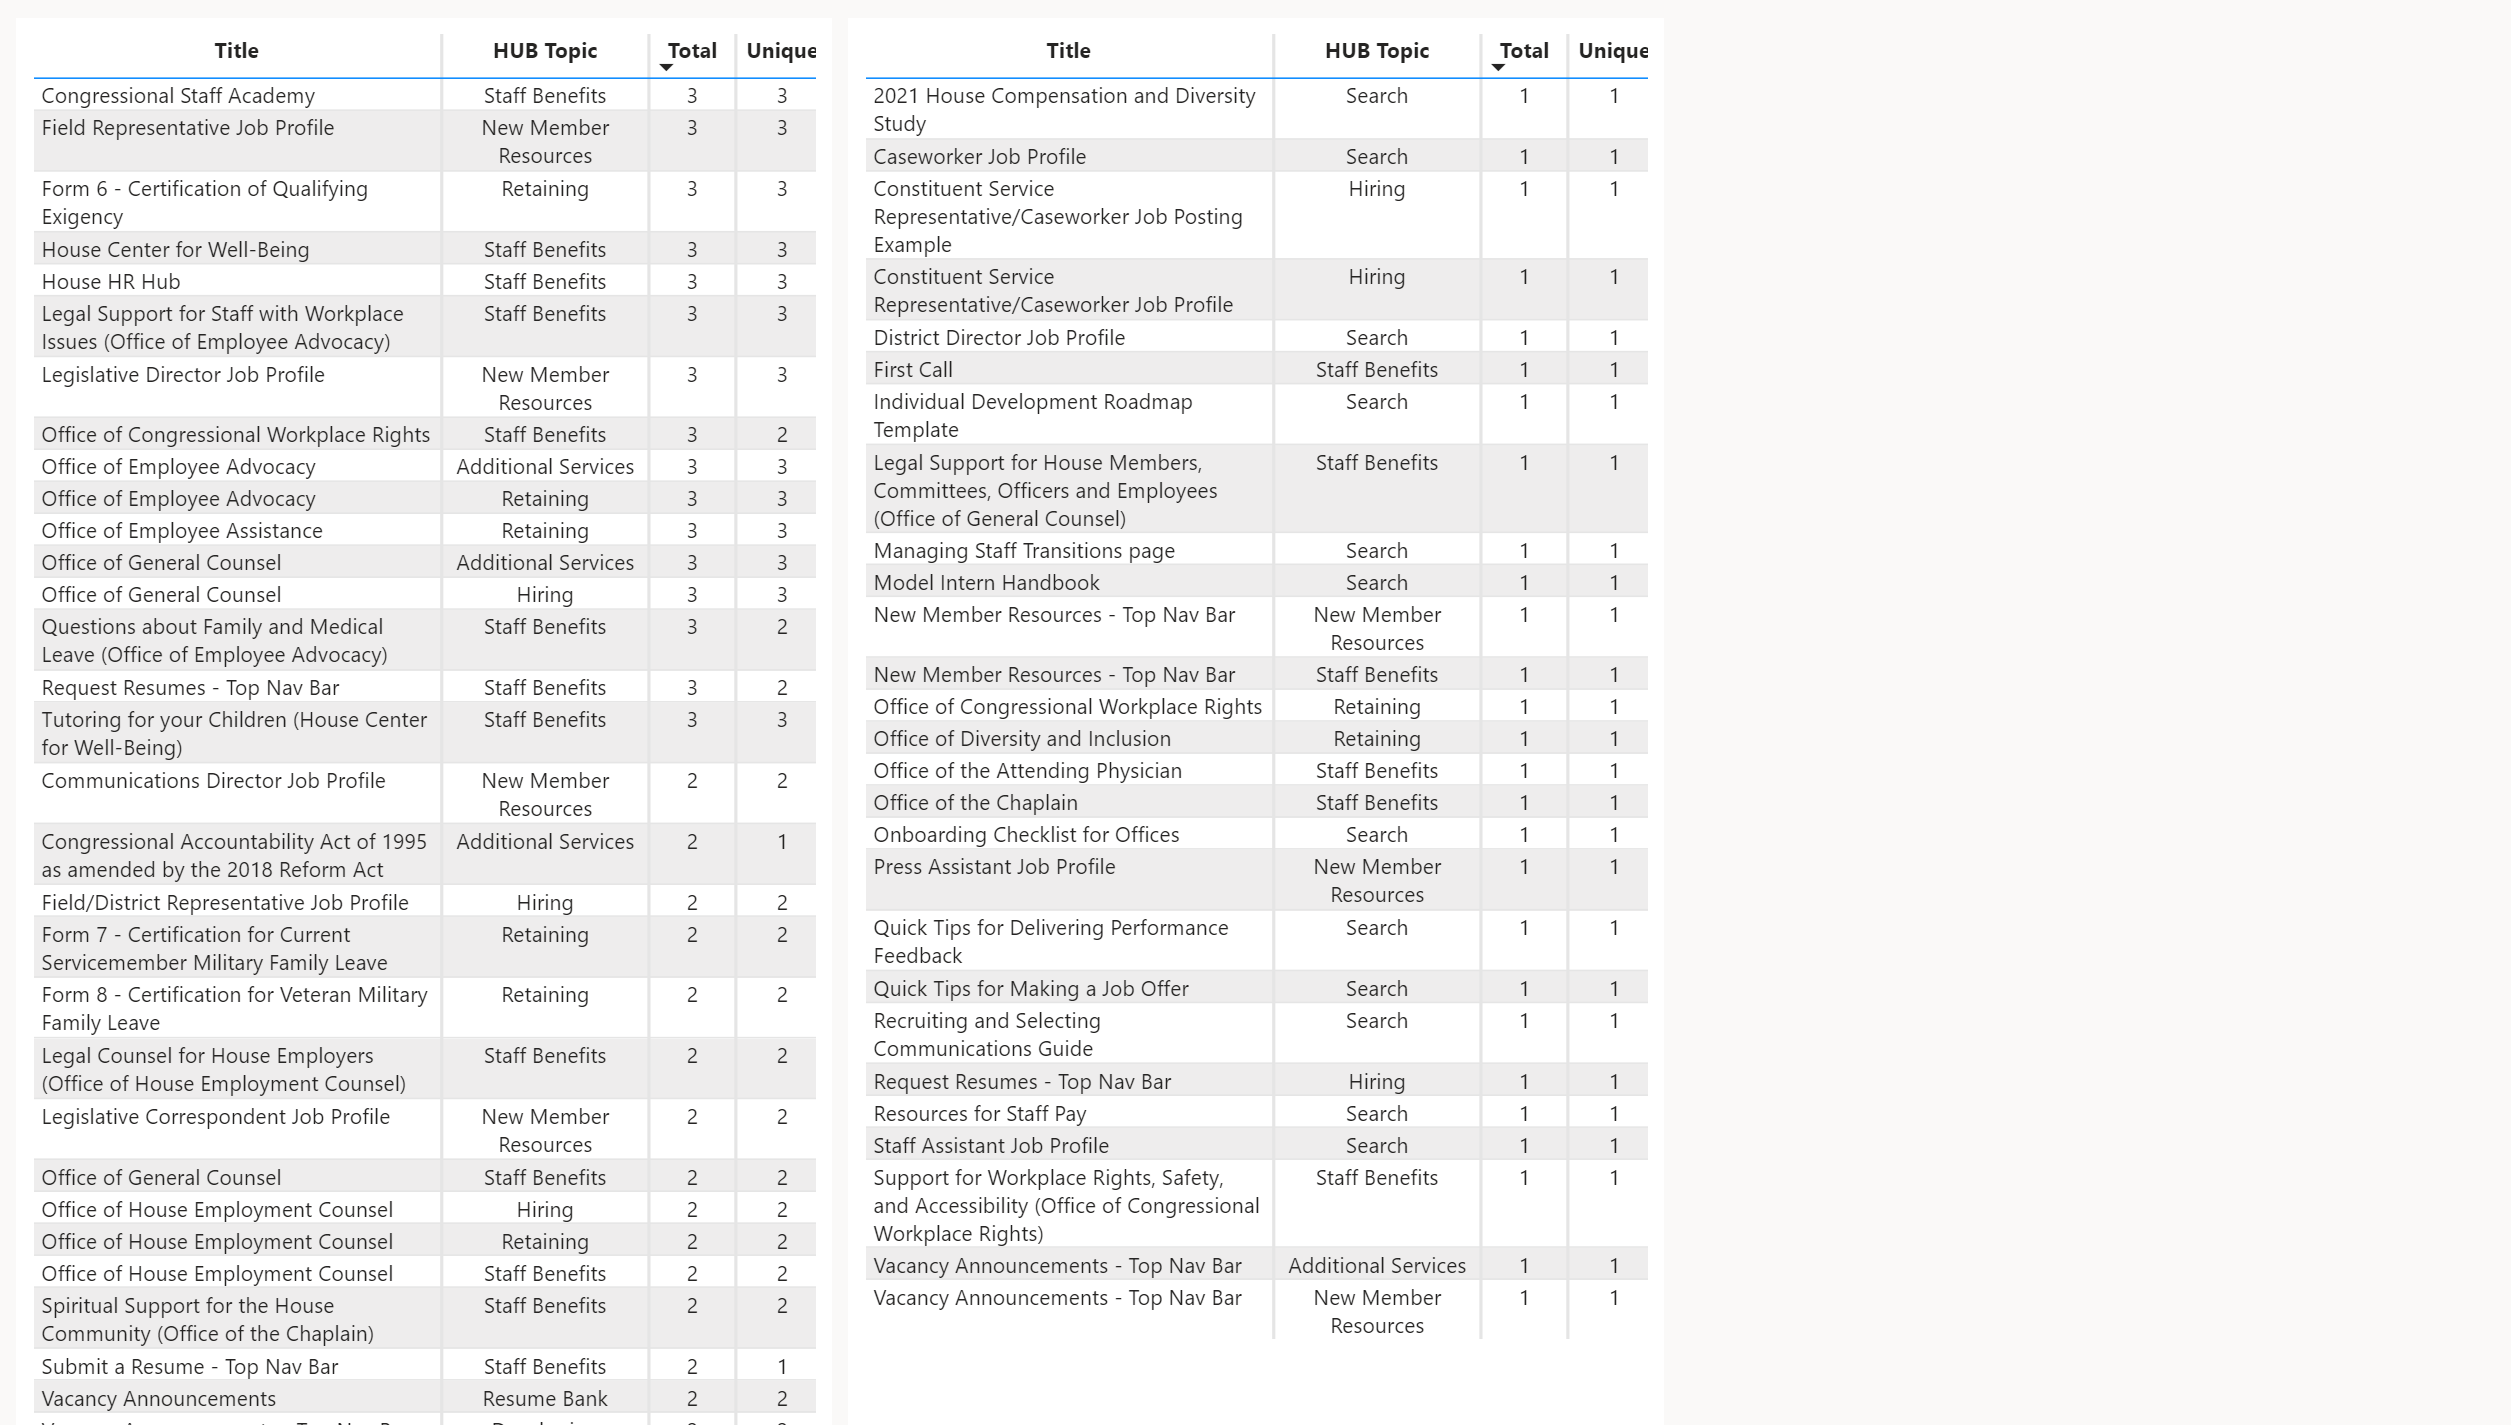 Title HUB Topic Total Unique
Congressional Staff Academy Staff Benefits 3 3
Field Representative Job Profile New Member 3 3
Resources
Form 6 - Certification of Qualifying Retaining 3 3
Exigency
House Center for Well-Being Staff Benefits 3 3
House HR Hub Staff Benefits 3 3
Legal Support for Staff with Workplace Staff Benefits 3 3
Issues (Office of Employee Advocacy)
Legislative Director Job Profile New Member 3 3
Resources
Office of Congressional Workplace Rights Staff Benefits 3 2
Office of Employee Advocacy Additional Services 3 3
Office of Employee Advocacy Retaining 3 3
Office of Employee Assistance Retaining 3 3
Office of General Counsel Additional Services 3 3
Office of General Counsel Hiring 3 3
Questions about Family and Medical Staff Benefits 3 2
Leave (Office of Employee Advocacy)
Request Resumes - Top Nav Bar Staff Benefits 3 2
Tutoring for your Children (House Center Staff Benefits 3 3
for Well-Being)
Communications Director Job Profile New Member 2 2
Resources
Congressional Accountability Act of 1995 Additional Services 2 1
as amended by the 2018 Reform Act
Field/District Representative Job Profile Hiring 2 2
Form 7 - Certification for Current Retaining 2 2
Servicemember Military Family Leave
Form 8 - Certification for Veteran Military Retaining 2 2
Family Leave
Legal Counsel for House Employers Staff Benefits 2 2
(Office of House Employment Counsel)
Legislative Correspondent Job Profile New Member 2 2
Resources
Office of General Counsel Staff Benefits 2 2
Office of House Employment Counsel Hiring 2 2
Office of House Employment Counsel Retaining 2 2
Office of House Employment Counsel Staff Benefits 2 2
Spiritual Support for the House Staff Benefits 2 2
Community (Office of the Chaplain)
Submit a Resume - Top Nav Bar Staff Benefits 2 1
Vacancy Announcements Resume Bank 2 2
Title HUB Topic Total Unique
2021 House Compensation and Diversity Search 1 1
Study
Caseworker Job Profile Search 1 1
Constituent Service Hiring 1 1
Representative/Caseworker Job Posting
Example
Constituent Service Hiring 1 1
Representative/Caseworker Job Profile
District Director Job Profile Search 1 1
First Call Staff Benefits 1 1
Individual Development Roadmap Search 1 1
Template
Legal Support for House Members, Staff Benefits 1 1
Committees, Officers and Employees
(Office of General Counsel)
Managing Staff Transitions page Search 1 1
Model Intern Handbook Search 1 1
New Member Resources - Top Nav Bar New Member 1 1
Resources
New Member Resources - Top Nav Bar Staff Benefits 1 1
Office of Congressional Workplace Rights Retaining 1 1
Office of Diversity and Inclusion Retaining 1 1
Office of the Attending Physician Staff Benefits 1 1
Office of the Chaplain Staff Benefits 1 1
Onboarding Checklist for Offices Search 1 1
Press Assistant Job Profile New Member 1 1
Resources
Quick Tips for Delivering Performance Search 1 1
Feedback
Quick Tips for Making a Job Offer Search 1 1
Recruiting and Selecting Search 1 1
Communications Guide
Request Resumes - Top Nav Bar Hiring 1 1
Resources for Staff Pay Search 1 1
Staff Assistant Job Profile Search 1 1
Support for Workplace Rights, Safety, Staff Benefits 1 1
and Accessibility (Office of Congressional
Workplace Rights)
Vacancy Announcements - Top Nav Bar Additional Services 1 1
Vacancy Announcements - Top Nav Bar New Member 1 1
Resources